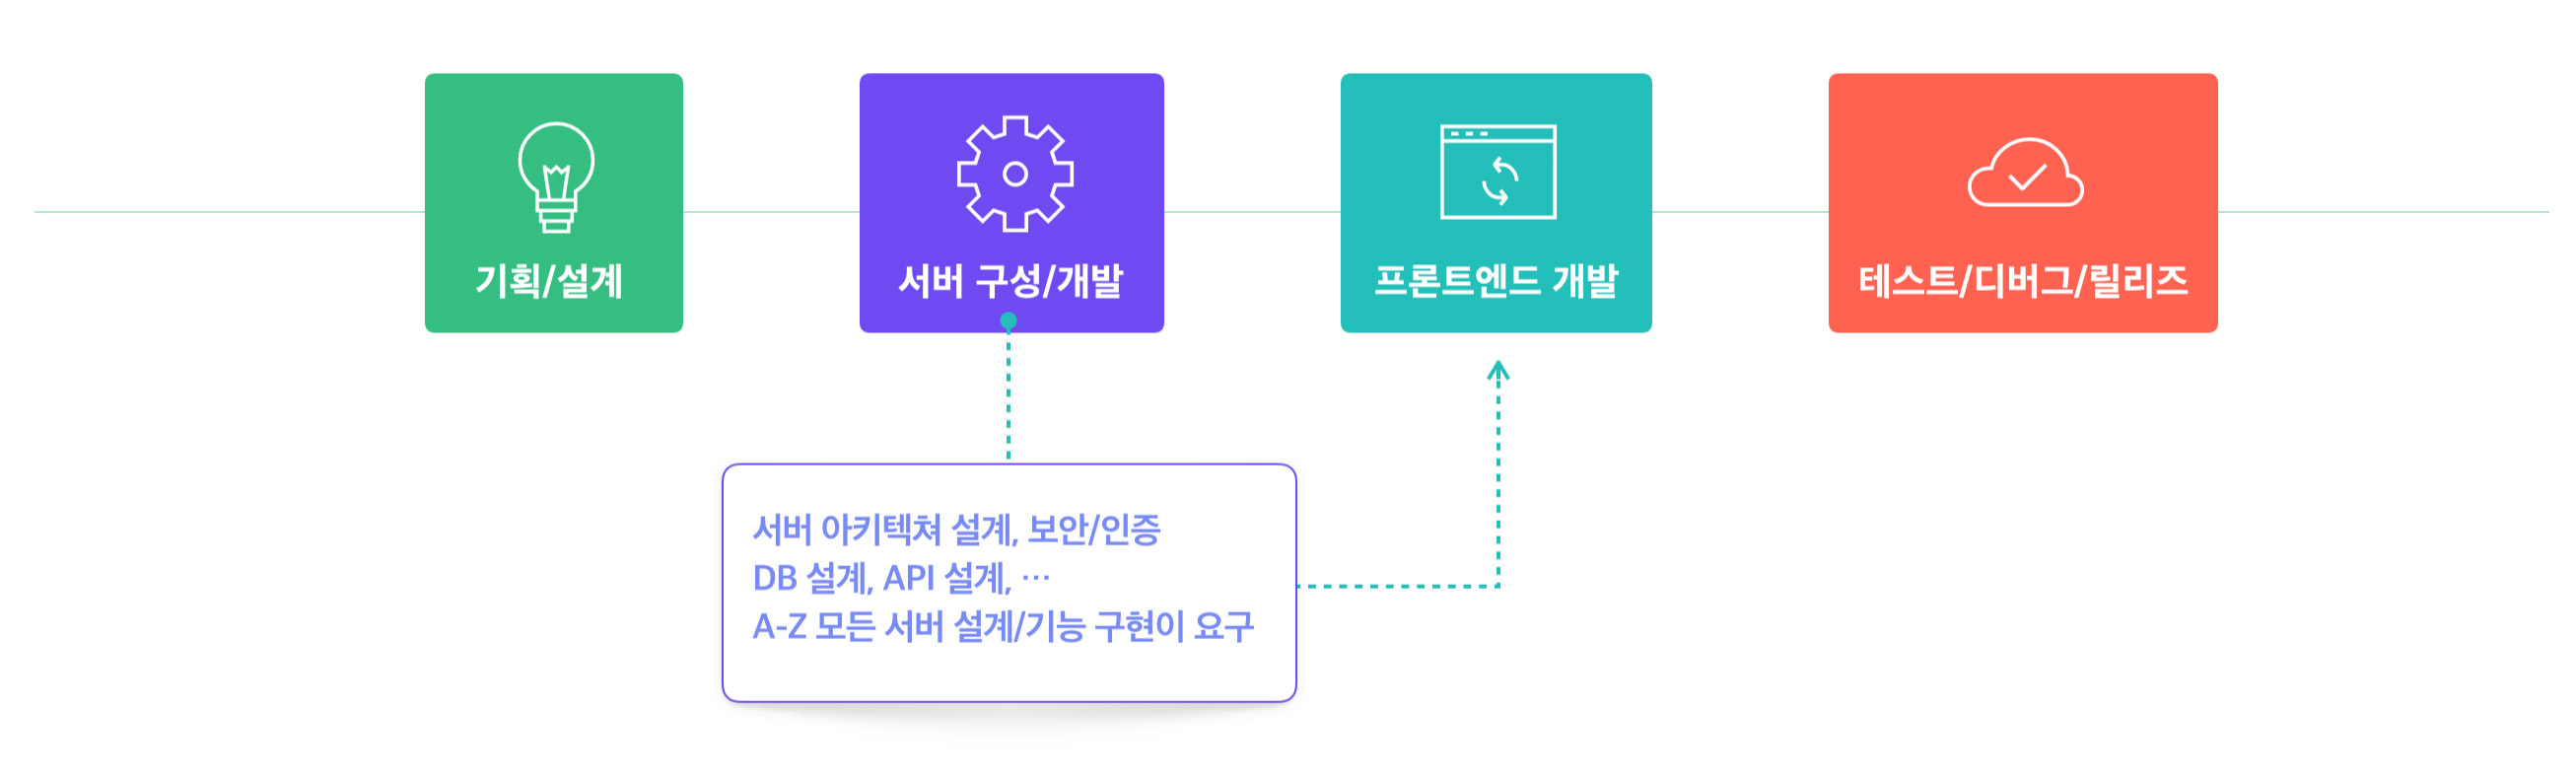 기획/설계
서버 구성/개발
프론트엔드 개발
테스트/디버그/릴리즈
서버 아키텍쳐 설계, 보안/인증
DB 설계, API 설계, ⋯
A-Z 모든 서버 설계/기능 구현이 요구